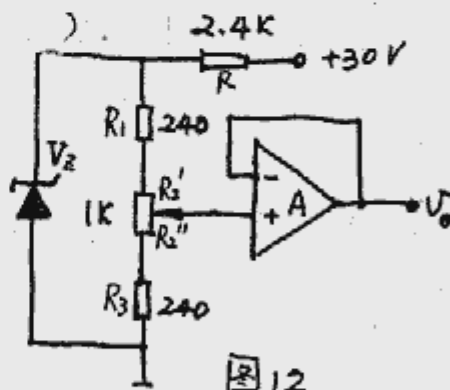 ).
2.4K
R
+30V
R1 240
Vz
R2'
1K
R2"
- 
+ A
Vo
R3 240
图12